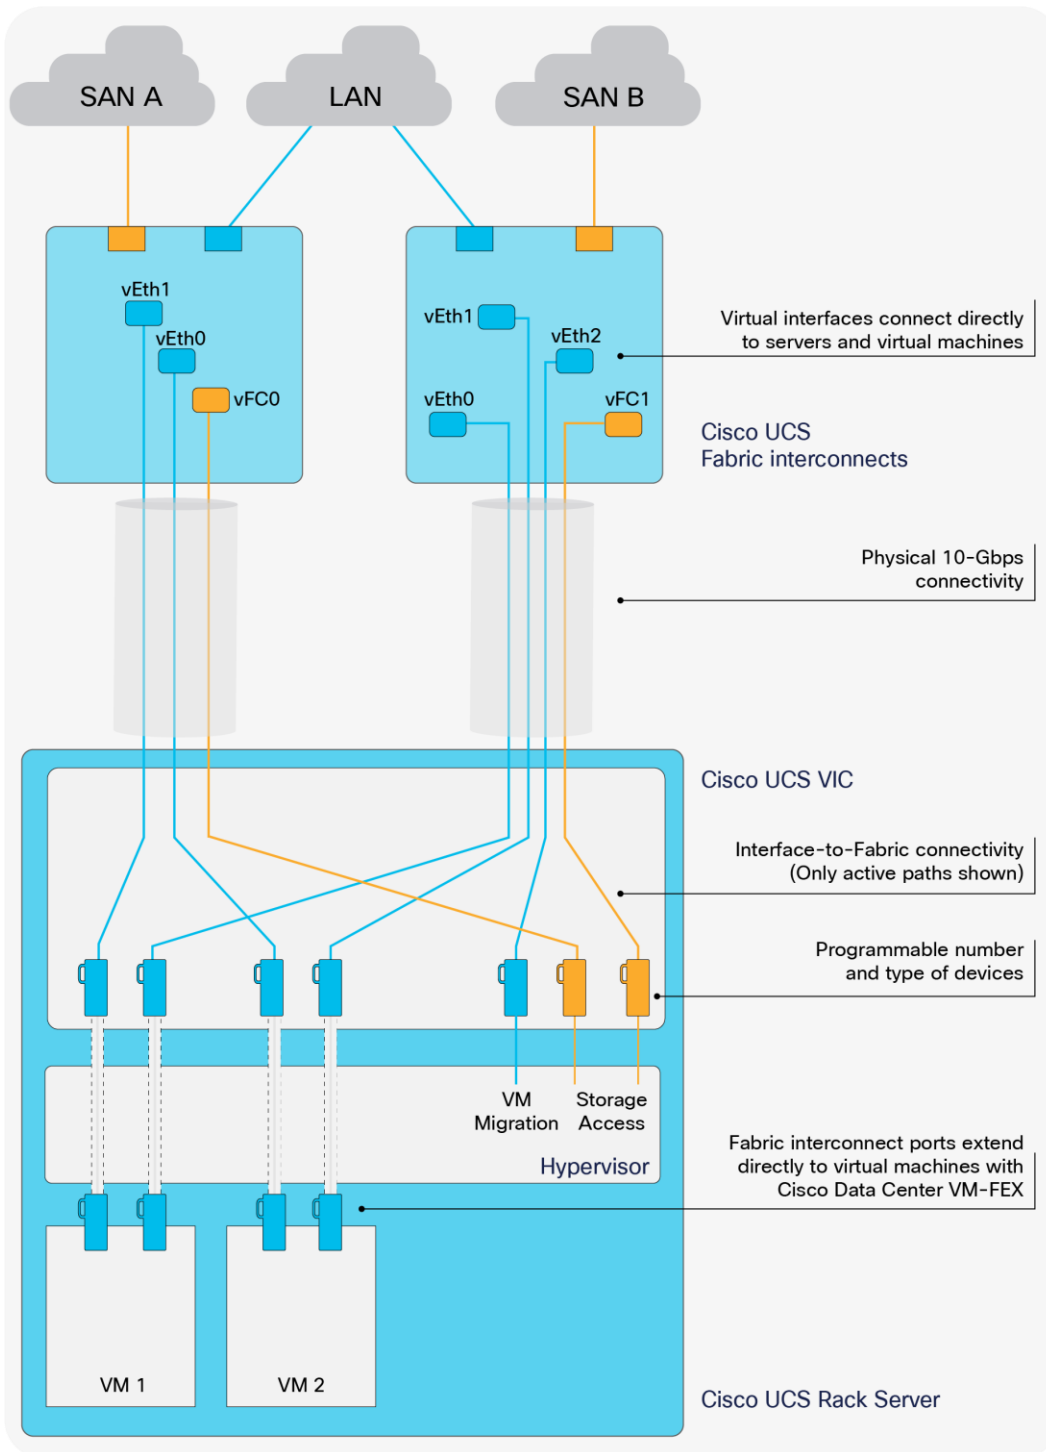 SAN A
LAN
SAN B
vEth1
vEth0
vFC0
vEth1
vEth2
vEth0
vFC1
Virtual interfaces connect directly
to servers and virtual machines
Cisco UCS
Fabric interconnects
Physical 10-Gbps
connectivity
Cisco UCS VIC
Interface-to-Fabric connectivity
(Only active paths shown)
Programmable number
and type of devices
VM
Migration
Storage
Access
Hypervisor
Fabric interconnect ports extend
directly to virtual machines with
Cisco Data Center VM-FEX
VM 1
VM 2
Cisco UCS Rack Server